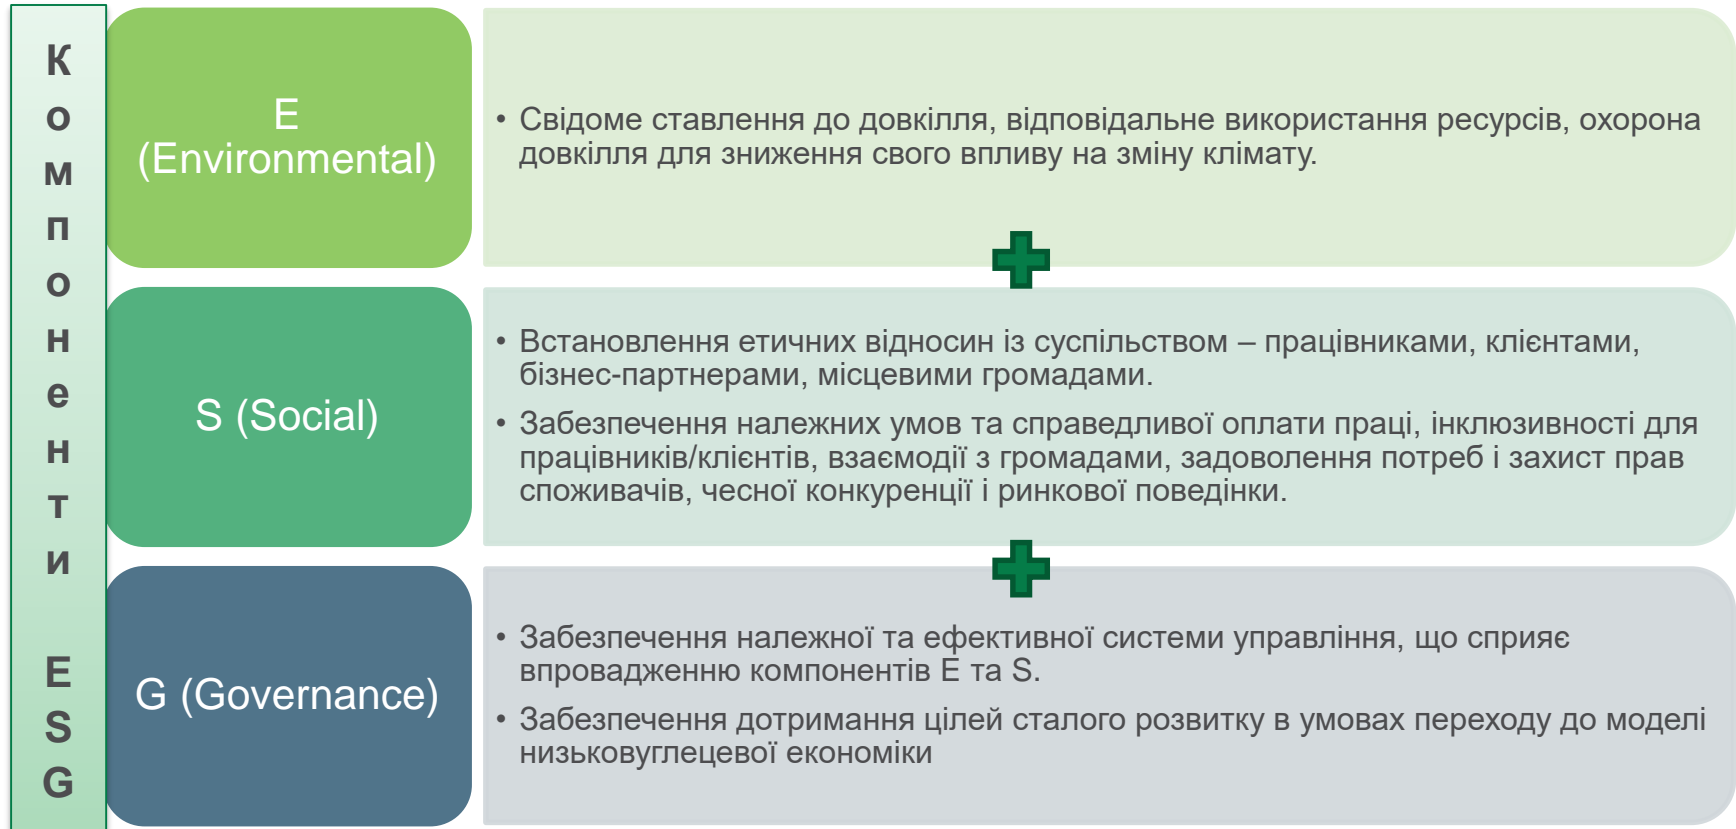 Компоненти ESG
E
(Environmental)
• Свідоме ставлення до довкілля, відповідальне використання ресурсів, охорона
довкілля для зниження свого впливу на зміну клімату.
S (Social)
• Встановлення етичних відносин із суспільством – працівниками, клієнтами,
бізнес-партнерами, місцевими громадами.
• Забезпечення належних умов та справедливої оплати праці, інклюзивності для
працівників/клієнтів, взаємодії з громадами, задоволення потреб і захист прав
споживачів, чесної конкуренції і ринкової поведінки.
G (Governance)
• Забезпечення належної та ефективної системи управління, що сприяє
впровадженню компонентів E та S.
• Забезпечення дотримання цілей сталого розвитку в умовах переходу до моделі
низьковуглецевої економіки